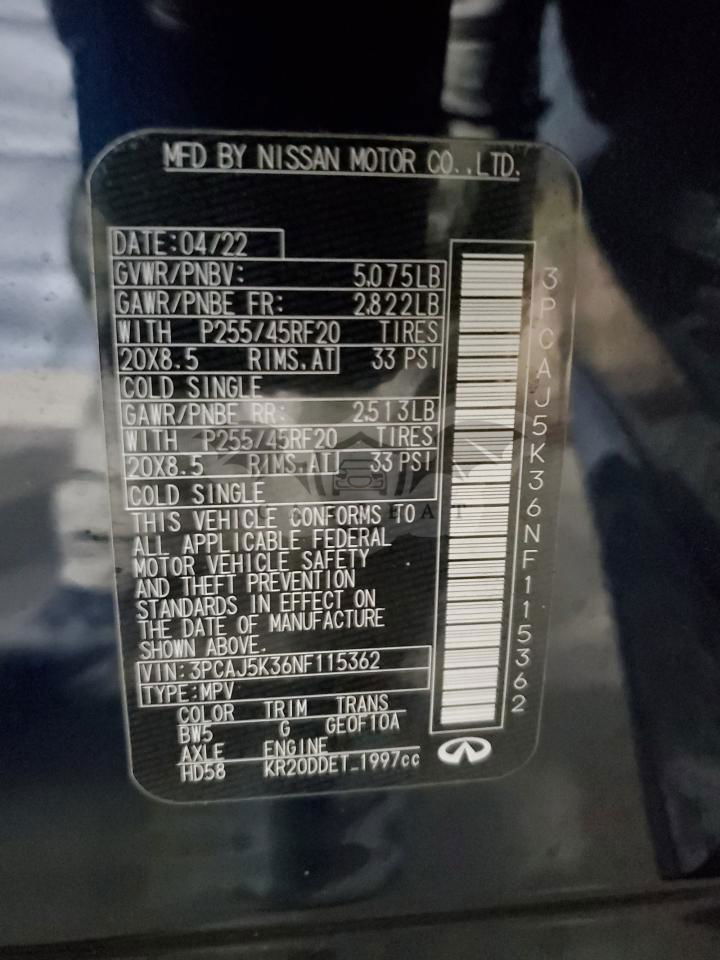 MFD BY NISSAN MOTOR CO.,LTD.
DATE:04/22
GVWR/PNBV: 5075LB
GAWR/PNBE FR: 2822LB
WITH P255/45RF20 TIRES
20X8.5 RIMS,AT 33 PSI
COLD SINGLE
GAWR/PNBE RR: 2513LB
WITH P255/45RF20 TIRES
20X8.5 RIMS,AT 33 PSI
COLD SINGLE
THIS VEHICLE CONFORMS TO
ALL APPLICABLE FEDERAL
MOTOR VEHICLE SAFETY
AND THEFT PREVENTION
STANDARDS IN EFFECT ON
THE DATE OF MANUFACTURE
SHOWN ABOVE.
VIN:3PCAJ5K36NF115362
TYPE:MPV
COLOR TRIM TRANS
BW5 G GEOF10A
AXLE ENGINE
HD58 KR20DDET_1997cc
3PCAJ5K36NF115362